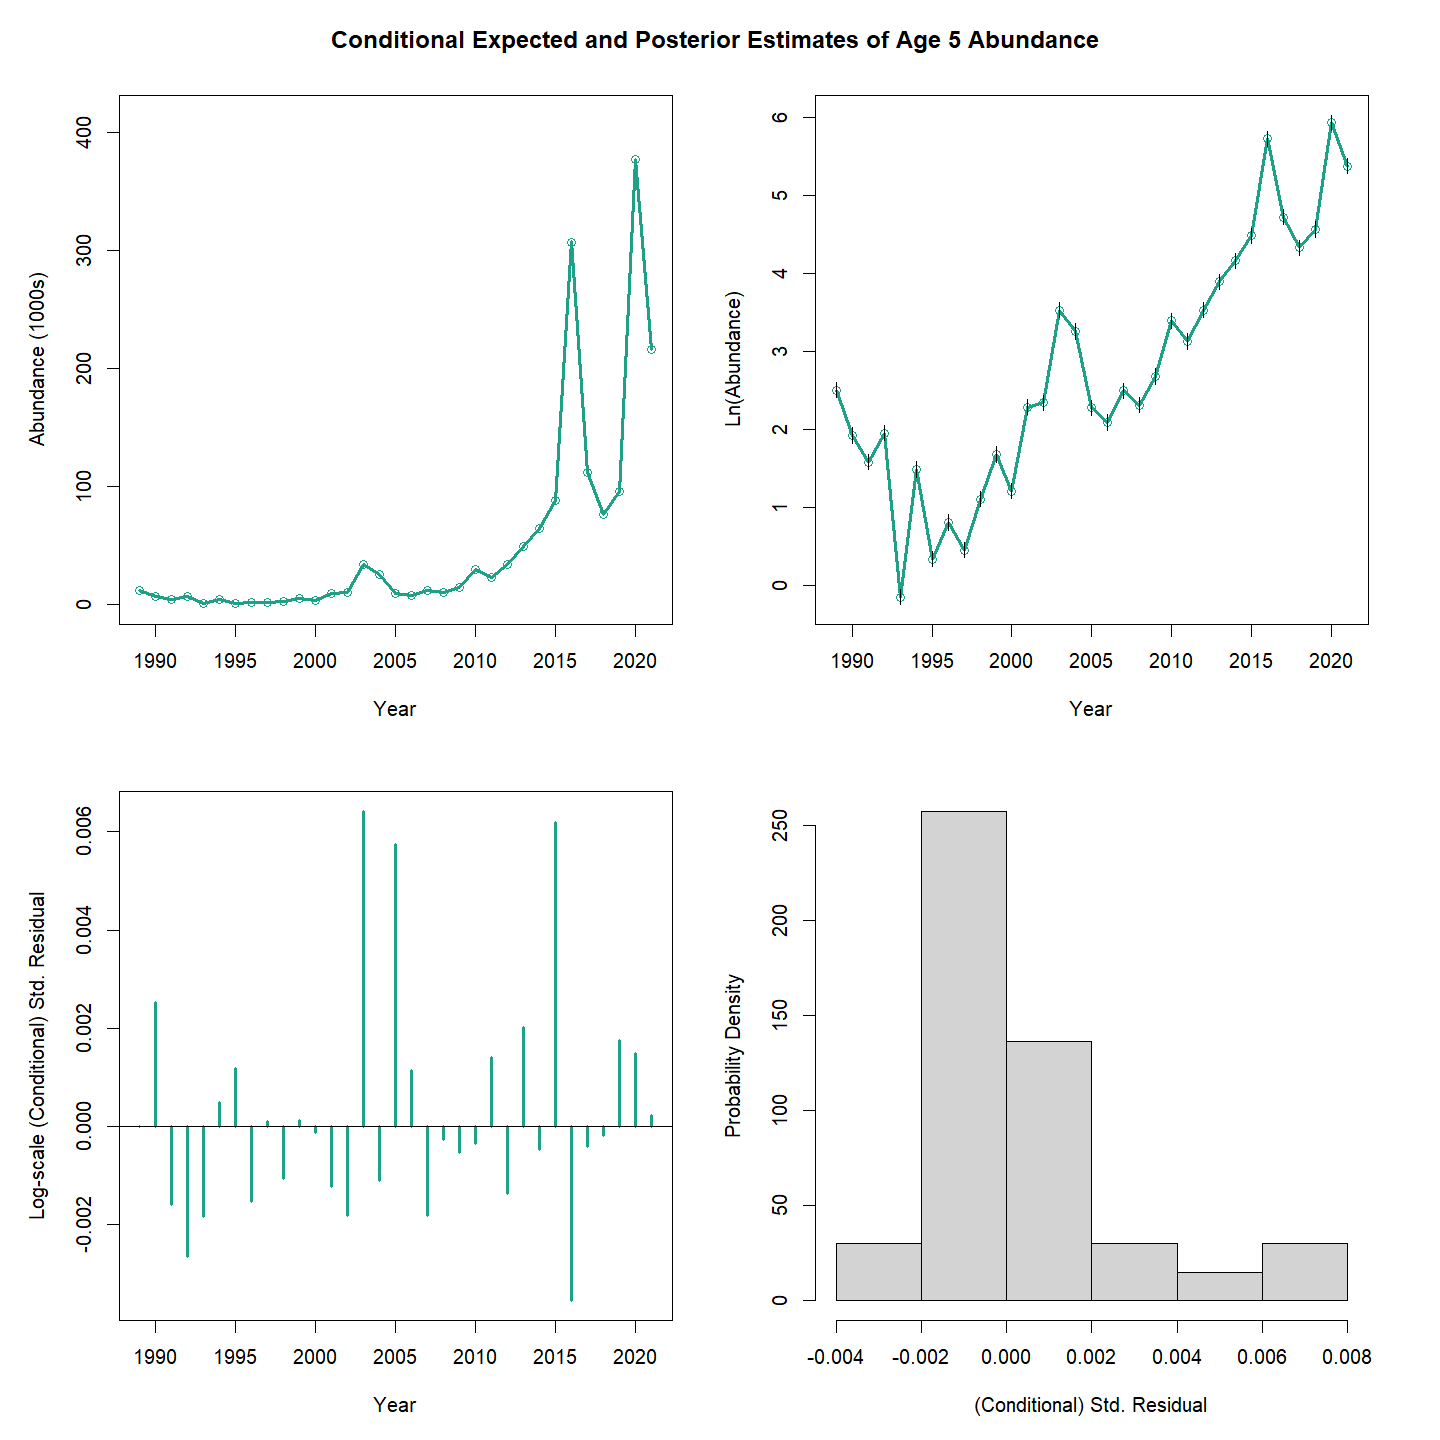 Conditional Expected and Posterior Estimates of Age 5 Abundance
Abundance (1000s)
400
300
200
100
0
1990 1995 2000 2005 2010 2015 2020
Year
Ln(Abundance)
6
5
4
3
2
1
0
1990 1995 2000 2005 2010 2015 2020
Year
Log-scale (Conditional) Std. Residual
0.006
0.004
0.002
0.000
-0.002
1990 1995 2000 2005 2010 2015 2020
Year
Probability Density
250
200
150
100
50
0
-0.004 -0.002 0.000 0.002 0.004 0.006 0.008
(Conditional) Std. Residual